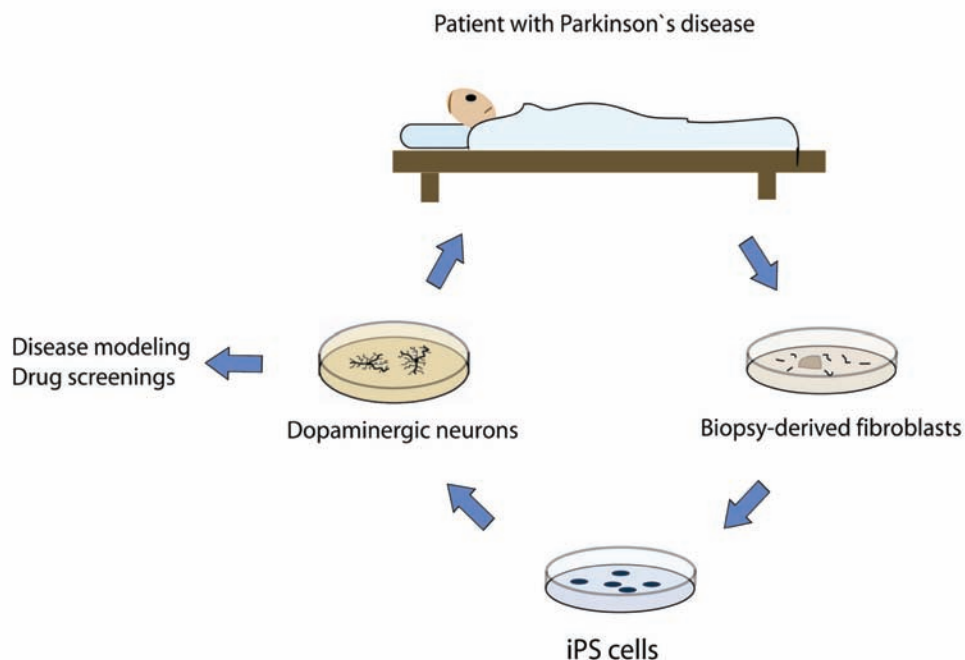 Patient with Parkinson`s disease
Disease modeling
Drug screenings
Dopaminergic neurons
Biopsy-derived fibroblasts
iPS cells